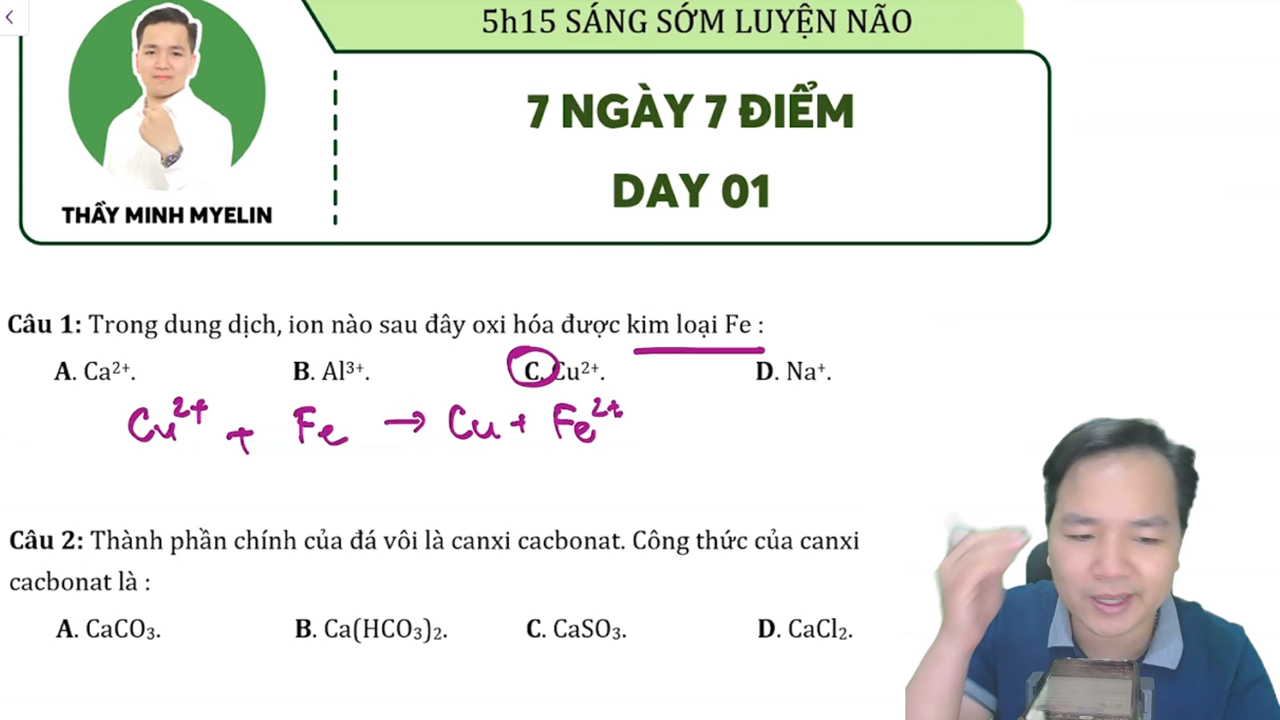 5h15 SÁNG SỚM LUYỆN NÃO
7 NGÀY 7 ĐIỂM
DAY 01
THẦY MINH MYELIN
Câu 1: Trong dung dịch, ion nào sau đây oxi hóa được kim loại Fe :
A. Ca²⁺. B. Al³⁺. C. Cu²⁺. D. Na⁺.
Cu²⁺ + Fe → Cu + Fe²⁺
Câu 2: Thành phần chính của đá vôi là canxi cacbonat. Công thức của canxi
cacbonat là :
A. CaCO₃. B. Ca(HCO₃)₂. C. CaSO₃. D. CaCl₂.